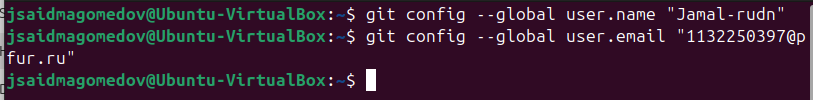 jsaidmagomedov@Ubuntu-VirtualBox:~$ git config --global user.name "Jamal-rudn"
jsaidmagomedov@Ubuntu-VirtualBox:~$ git config --global user.email "1132250397@p
fur.ru"
jsaidmagomedov@Ubuntu-VirtualBox:~$